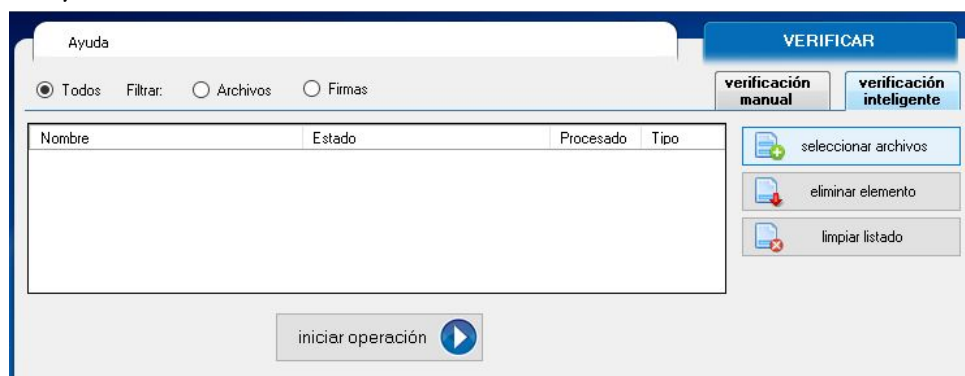 Ayuda
VERIFICAR
Todos Filtrar: Archivos Firmas
verificación manual
verificación inteligente
Nombre Estado Procesado Tipo
seleccionar archivos
eliminar elemento
limpiar listado
iniciar operación